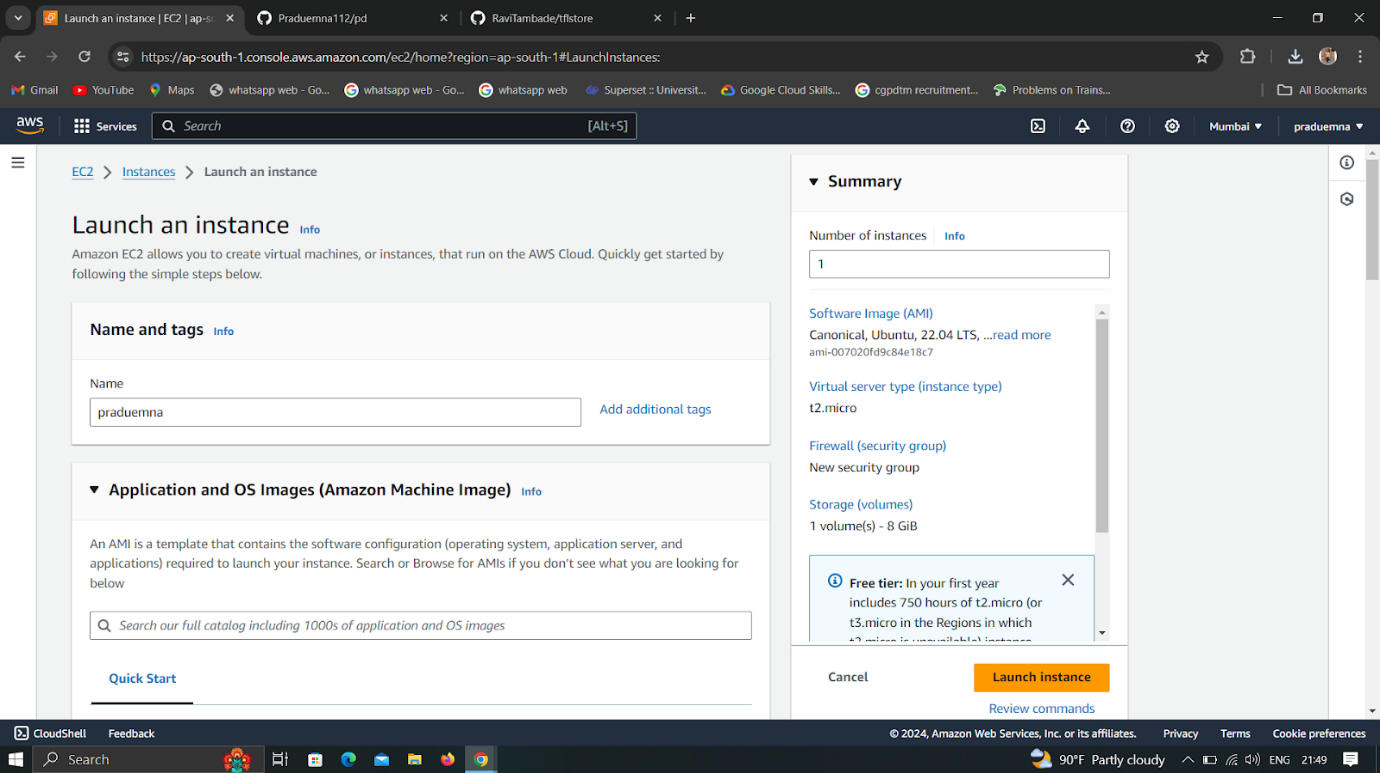 Launch an instance | EC2 | ap-s
Praduemna112/pd
RaviTambade/tflstore
https://ap-south-1.console.aws.amazon.com/ec2/home?region=ap-south-1#LaunchInstances:
Gmail
YouTube
Maps
whatsapp web - Go...
whatsapp web - Go...
whatsapp web
Superset :: Universit...
Google Cloud Skills...
cgpdtm recruitment...
Problems on Trains...
All Bookmarks
aws
Services
Search
[Alt+S]
Mumbai
praduemna
EC2
Instances
Launch an instance
Launch an instance Info
Amazon EC2 allows you to create virtual machines, or instances, that run on the AWS Cloud. Quickly get started by
following the simple steps below.
Name and tags Info
Name
praduemna
Add additional tags
Application and OS Images (Amazon Machine Image) Info
An AMI is a template that contains the software configuration (operating system, application server, and
applications) required to launch your instance. Search or Browse for AMIs if you don't see what you are looking for
below
Search our full catalog including 1000s of application and OS images
Quick Start
Summary
Number of instances Info
1
Software Image (AMI)
Canonical, Ubuntu, 22.04 LTS, ...read more
ami-007020fd9c84e18c7
Virtual server type (instance type)
t2.micro
Firewall (security group)
New security group
Storage (volumes)
1 volume(s) - 8 GiB
Free tier: In your first year
includes 750 hours of t2.micro (or
t3.micro in the Regions in which
t2.micro is unavailable) instance
Cancel
Launch instance
Review commands
CloudShell
Feedback
© 2024, Amazon Web Services, Inc. or its affiliates.
Privacy
Terms
Cookie preferences
Search
90°F Partly cloudy
ENG
21:49